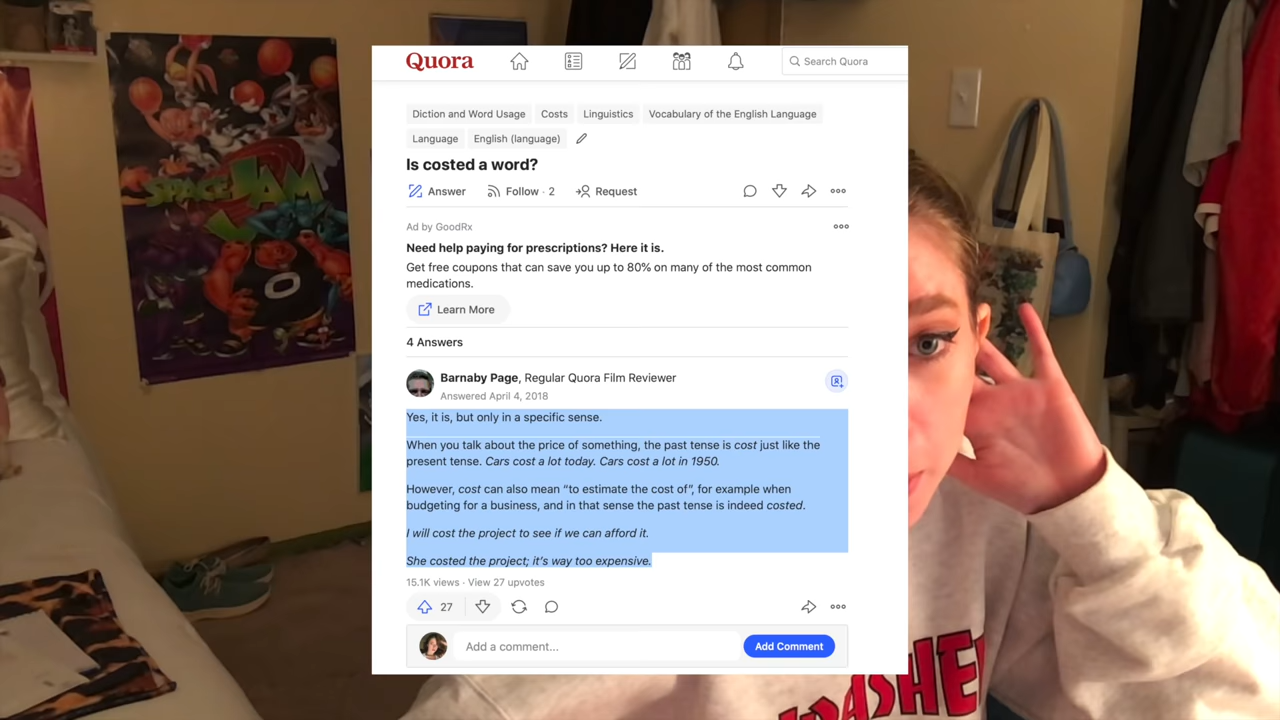 SPACE JAM
Quora
Search Quora
Diction and Word Usage Costs Linguistics Vocabulary of the English Language
Language English (language)
Is costed a word?
Answer Follow · 2 Request
Ad by GoodRx
Need help paying for prescriptions? Here it is.
Get free coupons that can save you up to 80% on many of the most common
medications.
Learn More
4 Answers
Barnaby Page, Regular Quora Film Reviewer
Answered April 4, 2018
Yes, it is, but only in a specific sense.
When you talk about the price of something, the past tense is cost just like the
present tense. Cars cost a lot today. Cars cost a lot in 1950.
However, cost can also mean “to estimate the cost of”, for example when
budgeting for a business, and in that sense the past tense is indeed costed.
I will cost the project to see if we can afford it.
She costed the project; it’s way too expensive.
15.1K views · View 27 upvotes
27
Add a comment...
Add Comment
RASHE